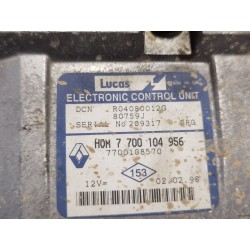 Lucas
ELECTRONIC CONTROL UNIT
DCN R04080012G
80759J
SERIAL No 209317
HOM 7 700 104 956
7700108570
153
12V= 02.02.98